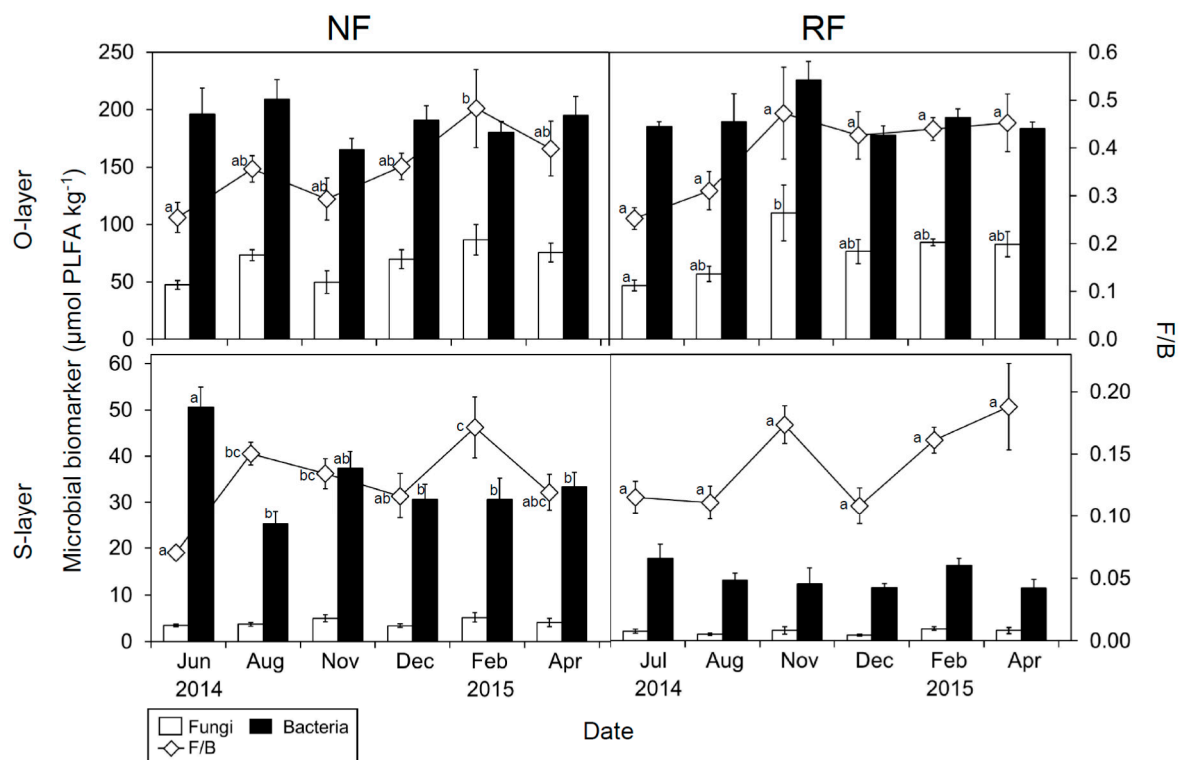 NF RF
250
200
150
100
50
0
0.6
0.5
0.4
0.3
0.2
0.1
0.0
O-layer
a ab ab ab b ab
a ab a b a ab a ab a ab
60
50
40
30
20
10
0
0.20
0.15
0.10
0.05
0.00
S-layer
a a bc b bc ab ab b c b abc b
a a a a a a
Microbial biomarker (µmol PLFA kg-1)
F/B
Jun Aug Nov Dec Feb Apr Jul Aug Nov Dec Feb Apr
2014 2015 2014 2015
Date
Fungi Bacteria
F/B